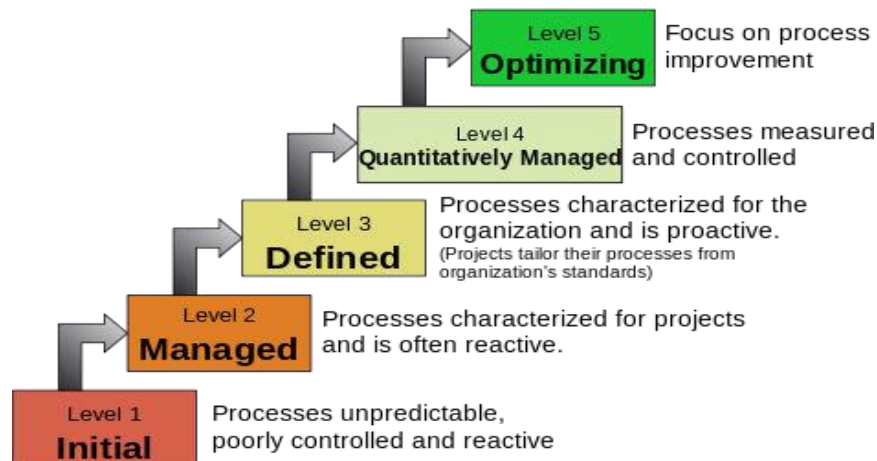 Level 5
Optimizing
Focus on process
improvement
Level 4
Quantitatively Managed
Processes measured
and controlled
Level 3
Defined
Processes characterized for the
organization and is proactive.
(Projects tailor their processes from
organization's standards)
Level 2
Managed
Processes characterized for projects
and is often reactive.
Level 1
Initial
Processes unpredictable,
poorly controlled and reactive